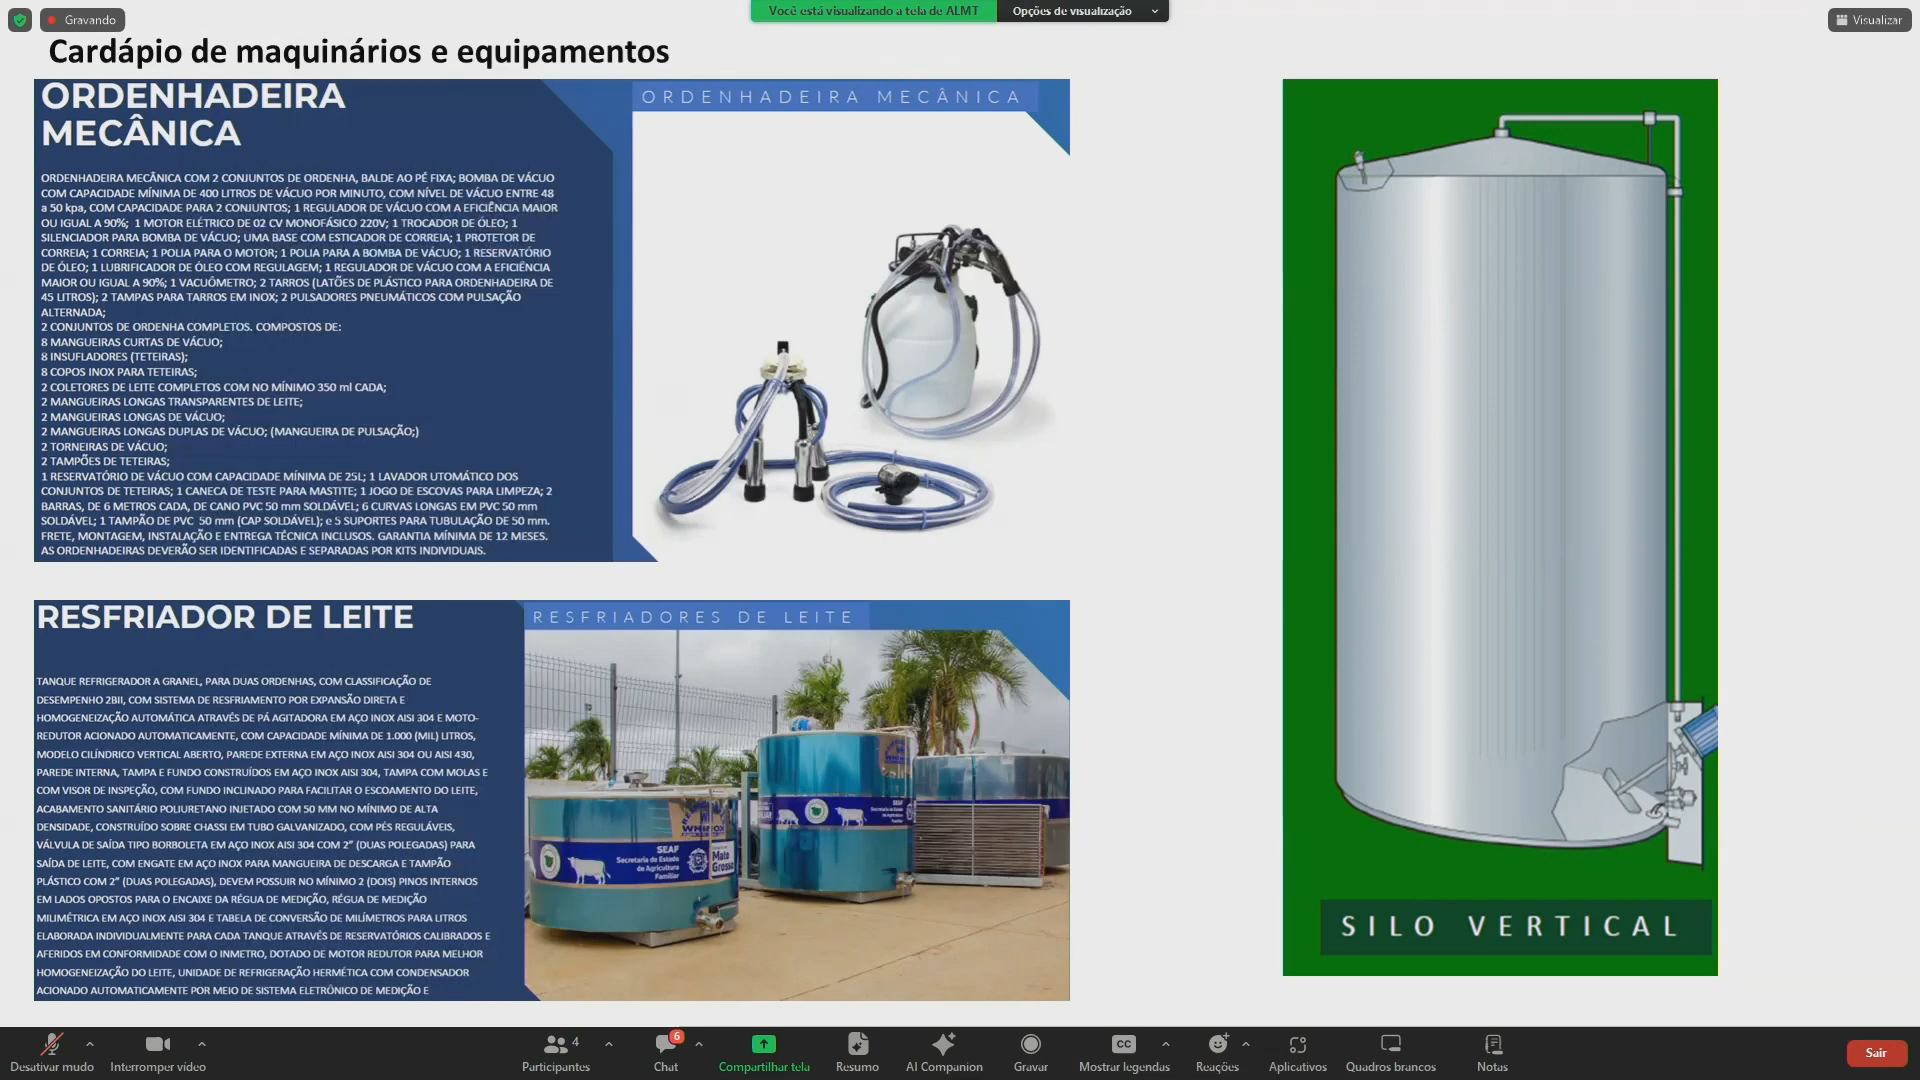 Gravando
Você está visualizando a tela de ALMT
Opções de visualização
Visualizar
Cardápio de maquinários e equipamentos
ORDENHADEIRA
MECÂNICA
ORDENHADEIRA MECÂNICA COM 2 CONJUNTOS DE ORDENHA, BALDE AO PÉ FIXA; BOMBA DE VÁCUO
COM CAPACIDADE MÍNIMA DE 400 LITROS DE VÁCUO POR MINUTO, COM NÍVEL DE VÁCUO ENTRE 48
a 50 kpa, COM CAPACIDADE PARA 2 CONJUNTOS; 1 REGULADOR DE VÁCUO COM A EFICIÊNCIA MAIOR
OU IGUAL A 90%; 1 MOTOR ELÉTRICO DE 02 CV MONOFÁSICO 220V; 1 TROCADOR DE ÓLEO; 1
SILENCIADOR PARA BOMBA DE VÁCUO; UMA BASE COM ESTICADOR DE CORREIA; 1 PROTETOR DE
CORREIA; 1 CORREIA; 1 POLIA PARA O MOTOR; 1 POLIA PARA A BOMBA DE VÁCUO; 1 RESERVATÓRIO
DE ÓLEO; 1 LUBRIFICADOR DE ÓLEO COM REGULAGEM; 1 REGULADOR DE VÁCUO COM A EFICIÊNCIA
MAIOR OU IGUAL A 90%; 1 VACUÔMETRO; 2 TARROS (LATÕES DE PLÁSTICO PARA ORDENHADEIRA DE
45 LITROS); 2 TAMPAS PARA TARROS EM INOX; 2 PULSADORES PNEUMÁTICOS COM PULSAÇÃO
ALTERNADA;
2 CONJUNTOS DE ORDENHA COMPLETOS. COMPOSTOS DE:
8 MANGUEIRAS CURTAS DE VÁCUO;
8 INSUFLADORES (TETEIRAS);
8 COPOS INOX PARA TETEIRAS;
2 COLETORES DE LEITE COMPLETOS COM NO MÍNIMO 350 ml CADA;
2 MANGUEIRAS LONGAS TRANSPARENTES DE LEITE;
2 MANGUEIRAS LONGAS DE VÁCUO;
2 MANGUEIRAS LONGAS DUPLAS DE VÁCUO; (MANGUEIRA DE PULSAÇÃO;)
2 TORNEIRAS DE VÁCUO;
2 TAMPÕES DE TETEIRAS;
1 RESERVATÓRIO DE VÁCUO COM CAPACIDADE MÍNIMA DE 25L; 1 LAVADOR UTOMÁTICO DOS
CONJUNTOS DE TETEIRAS; 1 CANECA DE TESTE PARA MASTITE; 1 JOGO DE ESCOVAS PARA LIMPEZA; 2
BARRAS, DE 6 METROS CADA, DE CANO PVC 50 mm SOLDÁVEL; 6 CURVAS LONGAS EM PVC 50 mm
SOLDÁVEL; 1 TAMPÃO DE PVC 50 mm (CAP SOLDÁVEL); e 5 SUPORTES PARA TUBULAÇÃO DE 50 mm.
FRETE, MONTAGEM, INSTALAÇÃO E ENTREGA TÉCNICA INCLUSOS. GARANTIA MÍNIMA DE 12 MESES.
AS ORDENHADEIRAS DEVERÃO SER IDENTIFICADAS E SEPARADAS POR KITS INDIVIDUAIS.
ORDENHADEIRA MECÂNICA
RESFRIADOR DE LEITE
TANQUE REFRIGERADOR A GRANEL, PARA DUAS ORDENHAS, COM CLASSIFICAÇÃO DE
DESEMPENHO 2BII, COM SISTEMA DE RESFRIAMENTO POR EXPANSÃO DIRETA E
HOMOGENEIZAÇÃO AUTOMÁTICA ATRAVÉS DE PÁ AGITADORA EM AÇO INOX AISI 304 E MOTO-
REDUTOR ACIONADO AUTOMATICAMENTE, COM CAPACIDADE MÍNIMA DE 1.000 (MIL) LITROS,
MODELO CILÍNDRICO VERTICAL ABERTO, PAREDE EXTERNA EM AÇO INOX AISI 304 OU AISI 430,
PAREDE INTERNA, TAMPA E FUNDO CONSTRUÍDOS EM AÇO INOX AISI 304, TAMPA COM MOLAS E
COM VISOR DE INSPEÇÃO, COM FUNDO INCLINADO PARA FACILITAR O ESCOAMENTO DO LEITE,
ACABAMENTO SANITÁRIO POLIURETANO INJETADO COM 50 MM NO MÍNIMO DE ALTA
DENSIDADE, CONSTRUÍDO SOBRE CHASSI EM TUBO GALVANIZADO, COM PÉS REGULÁVEIS,
VÁLVULA DE SAÍDA TIPO BORBOLETA EM AÇO INOX AISI 304 COM 2” (DUAS POLEGADAS) PARA
SAÍDA DE LEITE, COM ENGATE EM AÇO INOX PARA MANGUEIRA DE DESCARGA E TAMPÃO
PLÁSTICO COM 2” (DUAS POLEGADAS), DEVEM POSSUIR NO MÍNIMO 2 (DOIS) PINOS INTERNOS
EM LADOS OPOSTOS PARA O ENCAIXE DA RÉGUA DE MEDIÇÃO, RÉGUA DE MEDIÇÃO
MILIMÉTRICA EM AÇO INOX AISI 304 E TABELA DE CONVERSÃO DE MILÍMETROS PARA LITROS
ELABORADA INDIVIDUALMENTE PARA CADA TANQUE ATRAVÉS DE RESERVATÓRIOS CALIBRADOS E
AFERIDOS EM CONFORMIDADE COM O INMETRO, DOTADO DE MOTOR REDUTOR PARA MELHOR
HOMOGENEIZAÇÃO DO LEITE, UNIDADE DE REFRIGERAÇÃO HERMÉTICA COM CONDENSADOR
ACIONADO AUTOMATICAMENTE POR MEIO DE SISTEMA ELETRÔNICO DE MEDIÇÃO E
RESFRIADORES DE LEITE
SEAF
Secretaria de Estado
de Agricultura
Familiar
Mato
Grosso
SILO VERTICAL
Desativar mudo
Interromper vídeo
4
Participantes
6
Chat
Compartilhar tela
Resumo
AI Companion
Gravar
CC
Mostrar legendas
Reações
Aplicativos
Quadros brancos
Notas
Sair